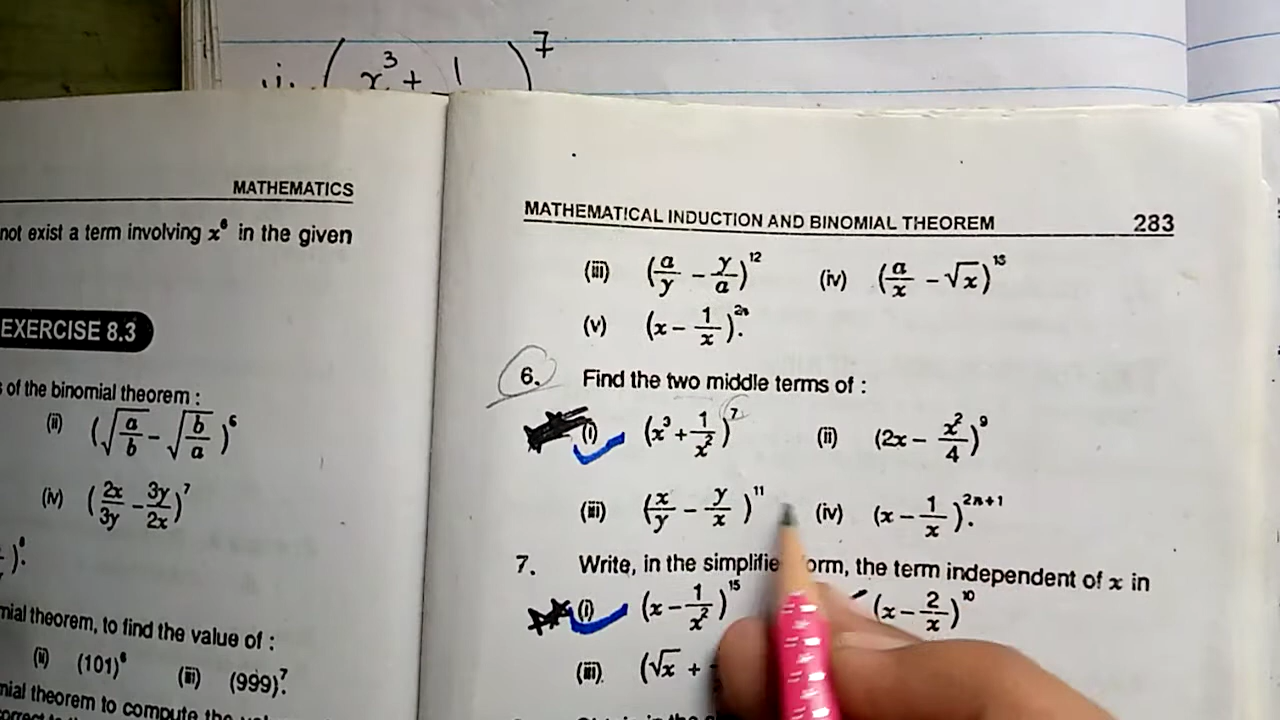 ii. (x³ + 1 )⁷
MATHEMATICS
not exist a term involving x⁶ in the given
EXERCISE 8.3
of the binomial theorem :
(ii) (√(a/b) − √(b/a))⁶
(iv) (2x/3y − 3y/2x)⁷
mial theorem, to find the value of :
(ii) (101)⁶ (iii) (999)⁷.
mial theorem to compute the
MATHEMATICAL INDUCTION AND BINOMIAL THEOREM 283
(iii) (a/y − y/a)¹² (iv) (a/x − √x)¹⁵
(v) (x − 1/x)²ⁿ.
6. Find the two middle terms of :
(i) (x³ + 1/x²)⁷ (ii) (2x − x²/4)⁹
(iii) (x/y − y/x)¹¹ (iv) (x − 1/x)²ⁿ⁺¹.
7. Write, in the simplified form, the term independent of x in
(i) (x − 1/x²)¹⁵ (x − 2/x)¹⁰
(iii) (√x +